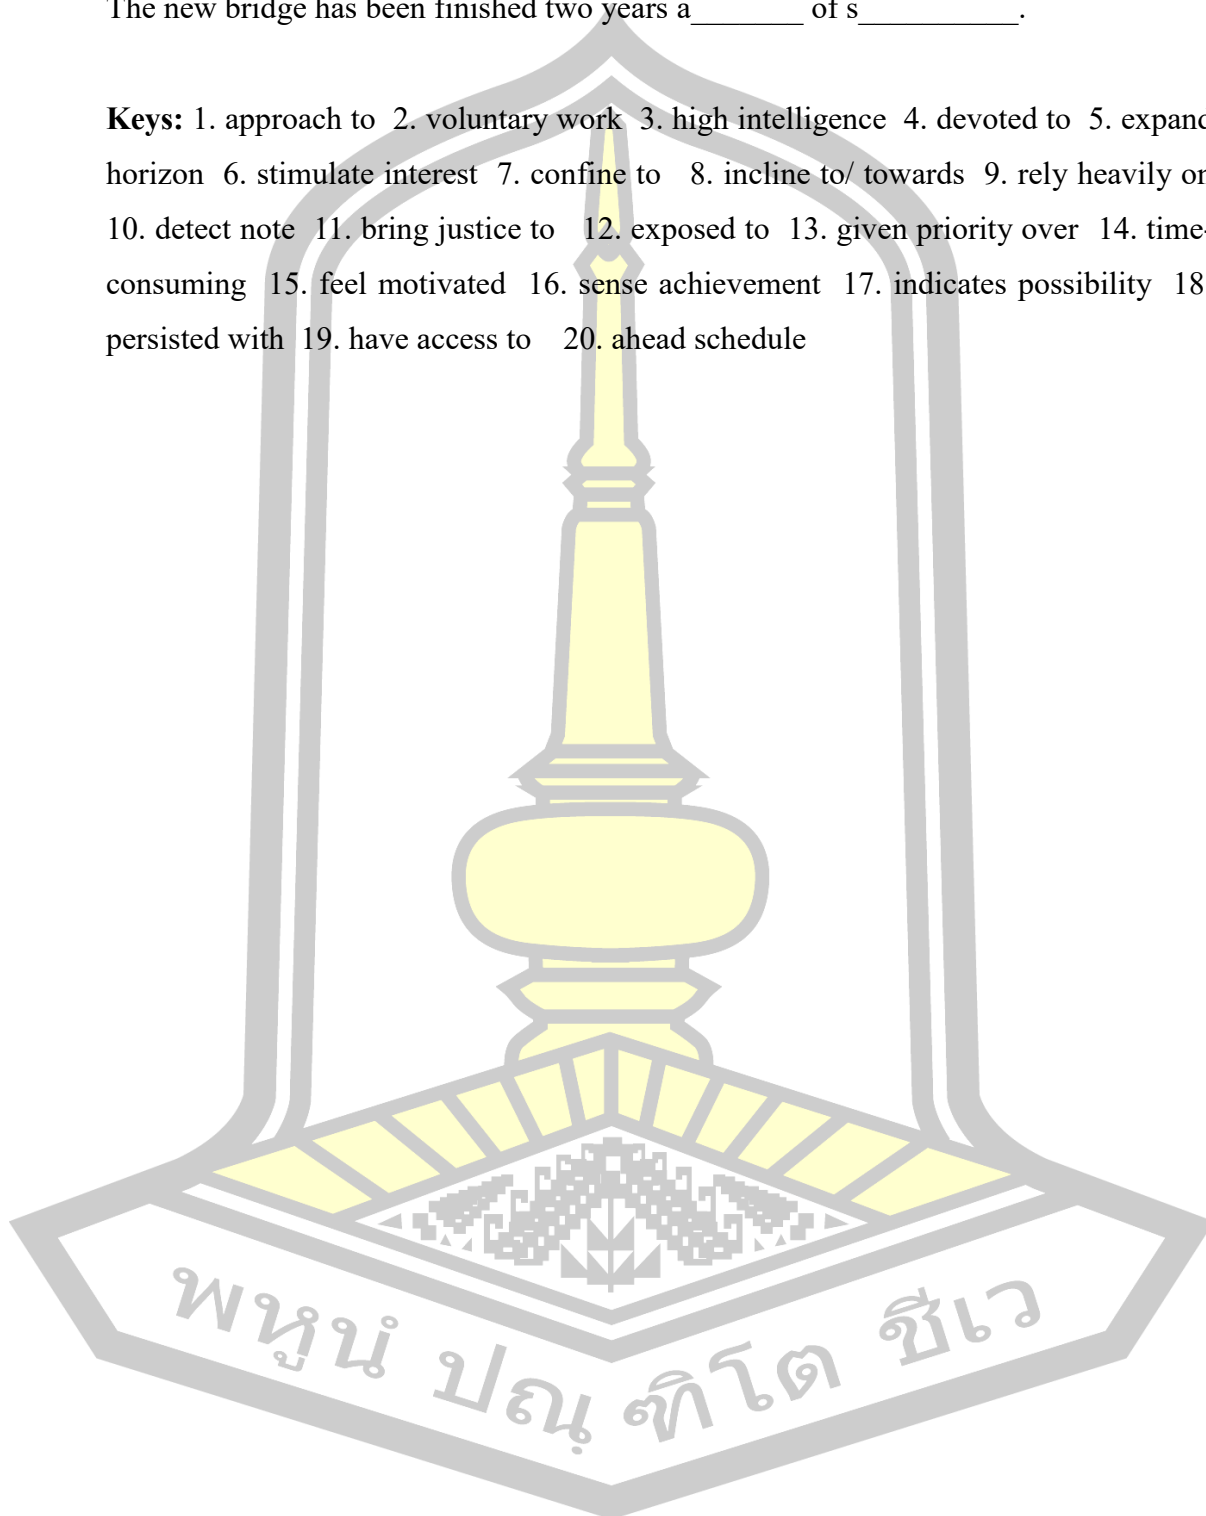 The new bridge has been finished two years a_______ of s__________.
Keys: 1. approach to 2. voluntary work 3. high intelligence 4. devoted to 5. expand
horizon 6. stimulate interest 7. confine to 8. incline to/ towards 9. rely heavily on
10. detect note 11. bring justice to 12. exposed to 13. given priority over 14. time-
consuming 15. feel motivated 16. sense achievement 17. indicates possibility 18
persisted with 19. have access to 20. ahead schedule
พหูนํ ปณฺฑิโต ชีเว